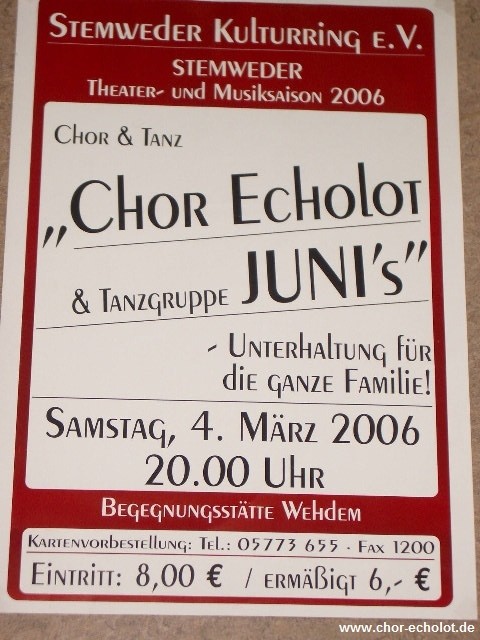 Stemweder Kulturring e.V.
Stemweder
Theater- und Musiksaison 2006
Chor & Tanz
„Chor Echolot
& Tanzgruppe JUNI's”
- Unterhaltung für
die ganze Familie!
Samstag, 4. März 2006
20.00 Uhr
Begegnungsstätte Wehdem
Kartenvorbestellung: Tel.: 05773 655 · Fax 1200
Eintritt: 8,00 € / ermäßigt 6,- €
www.chor-echolot.de